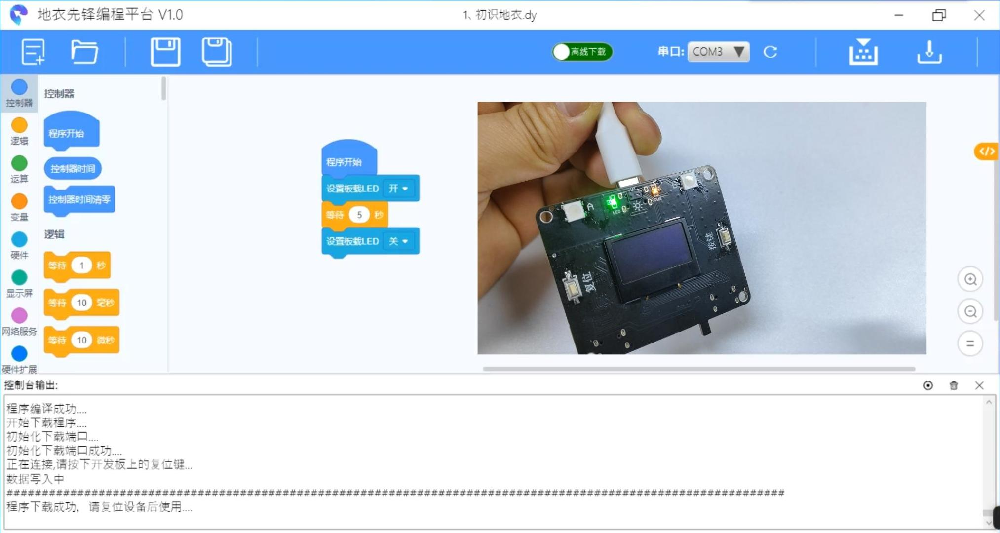 地衣先锋编程平台 V1.0
1、初识地衣.dy
离线下载
串口:
COM3
控制器
逻辑
运算
变量
硬件
显示屏
网络服务
硬件扩展
控制器
程序开始
控制器时间
控制器时间清零
逻辑
等待 1 秒
等待 10 毫秒
等待 10 微秒
程序开始
设置板载LED 开
等待 5 秒
设置板载LED 关
A
B
LED
按键
复位
</>
控制台输出:
程序编译成功....
开始下载程序....
初始化下载端口....
初始化下载端口成功....
正在连接,请按下开发板上的复位键...
数据写入中
####################################################################################################################
程序下载成功，请复位设备后使用....